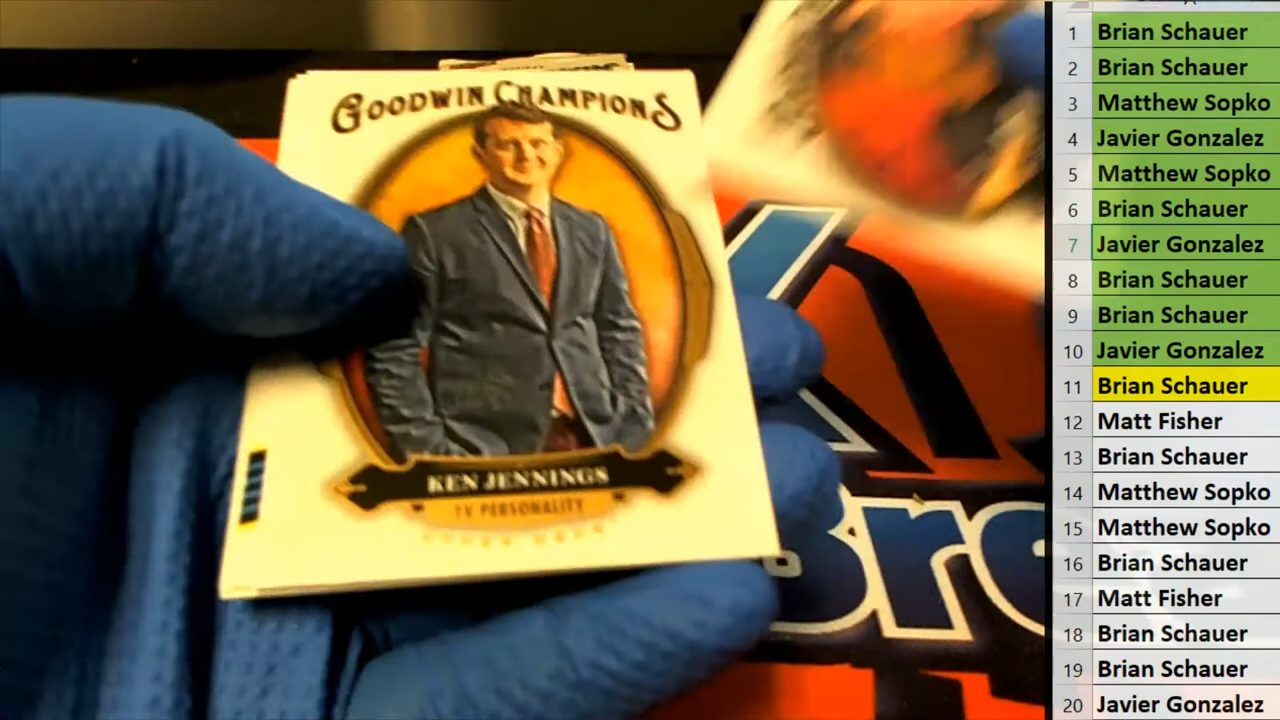 GOODWIN CHAMPIONS
KEN JENNINGS
TV PERSONALITY
UPPER DECK
Bre
1 Brian Schauer
2 Brian Schauer
3 Matthew Sopko
4 Javier Gonzalez
5 Matthew Sopko
6 Brian Schauer
7 Javier Gonzalez
8 Brian Schauer
9 Brian Schauer
10 Javier Gonzalez
11 Brian Schauer
12 Matt Fisher
13 Brian Schauer
14 Matthew Sopko
15 Matthew Sopko
16 Brian Schauer
17 Matt Fisher
18 Brian Schauer
19 Brian Schauer
20 Javier Gonzalez